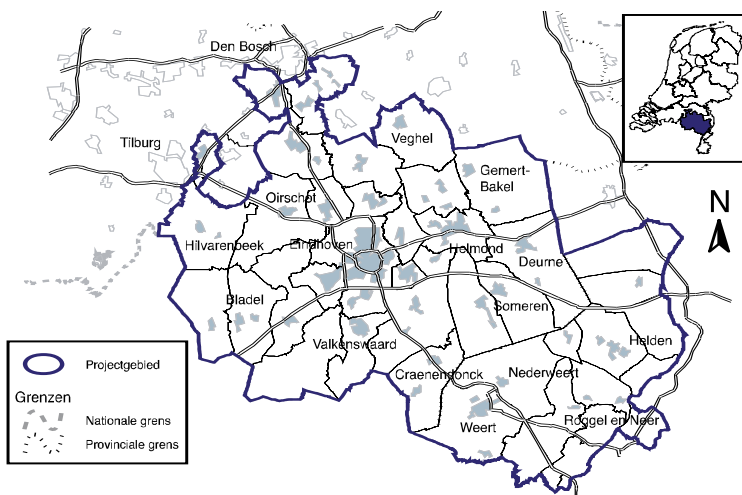 Den Bosch
Tilburg
Veghel
Gemert-
Bakel
Oirschot
Hilvarenbeek
Eindhoven
Helmond
Deurne
Bladel
Someren
Valkenswaard
Helden
Craenendonck
Nederweert
Weert
Roggel en Neer
N
Projectgebied
Grenzen
Nationale grens
Provinciale grens